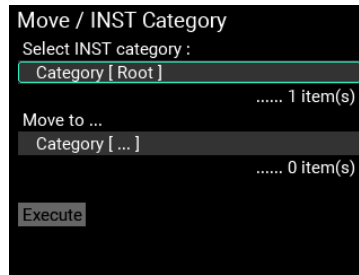 Move / INST Category
Select INST category :
Category [ Root ]
...... 1 item(s)
Move to ...
Category [ ... ]
...... 0 item(s)
Execute